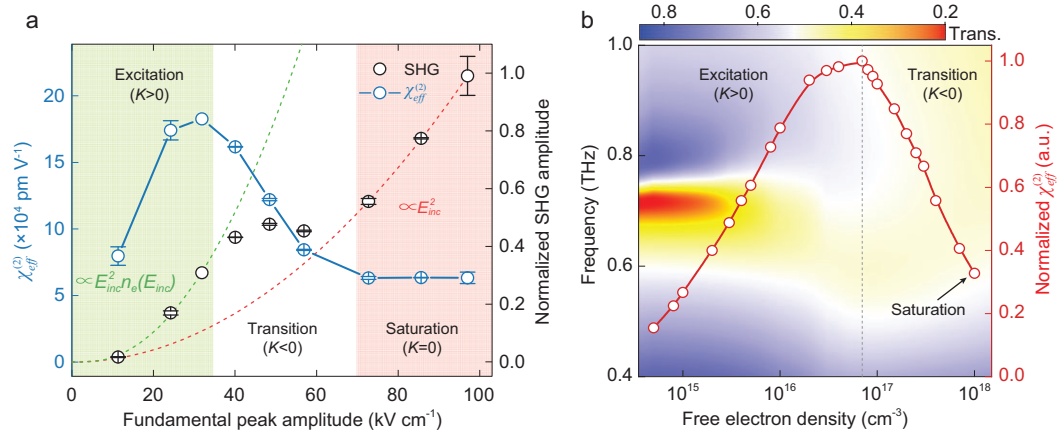 a
Excitation
(K>0)
SHG
χ_eff^(2)
∝E_inc^2
∝E_inc^2 n_e(E_inc)
Transition
(K<0)
Saturation
(K=0)
0
5
10
15
20
χ_eff^(2) (×10^4 pm V^-1)
0.0
0.2
0.4
0.6
0.8
1.0
Normalized SHG amplitude
0 20 40 60 80 100
Fundamental peak amplitude (kV cm^-1)
b
0.8 0.6 0.4 0.2
Trans.
Excitation
(K>0)
Transition
(K<0)
Saturation
1.0
0.8
0.6
0.4
Frequency (THz)
1.0
0.8
0.6
0.4
0.2
0.0
Normalized χ_eff^(2) (a.u.)
10^15 10^16 10^17 10^18
Free electron density (cm^-3)